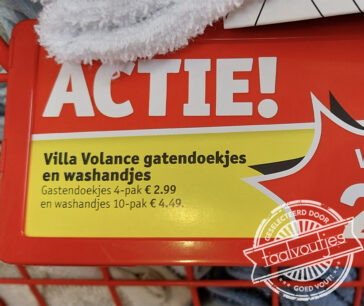 ACTIE!
Villa Volance gatendoekjes
en washandjes
Gastendoekjes 4-pak € 2.99
en washandjes 10-pak € 4.49.
GESELECTEERD DOOR
taalvoutjes
GOED FOUT!